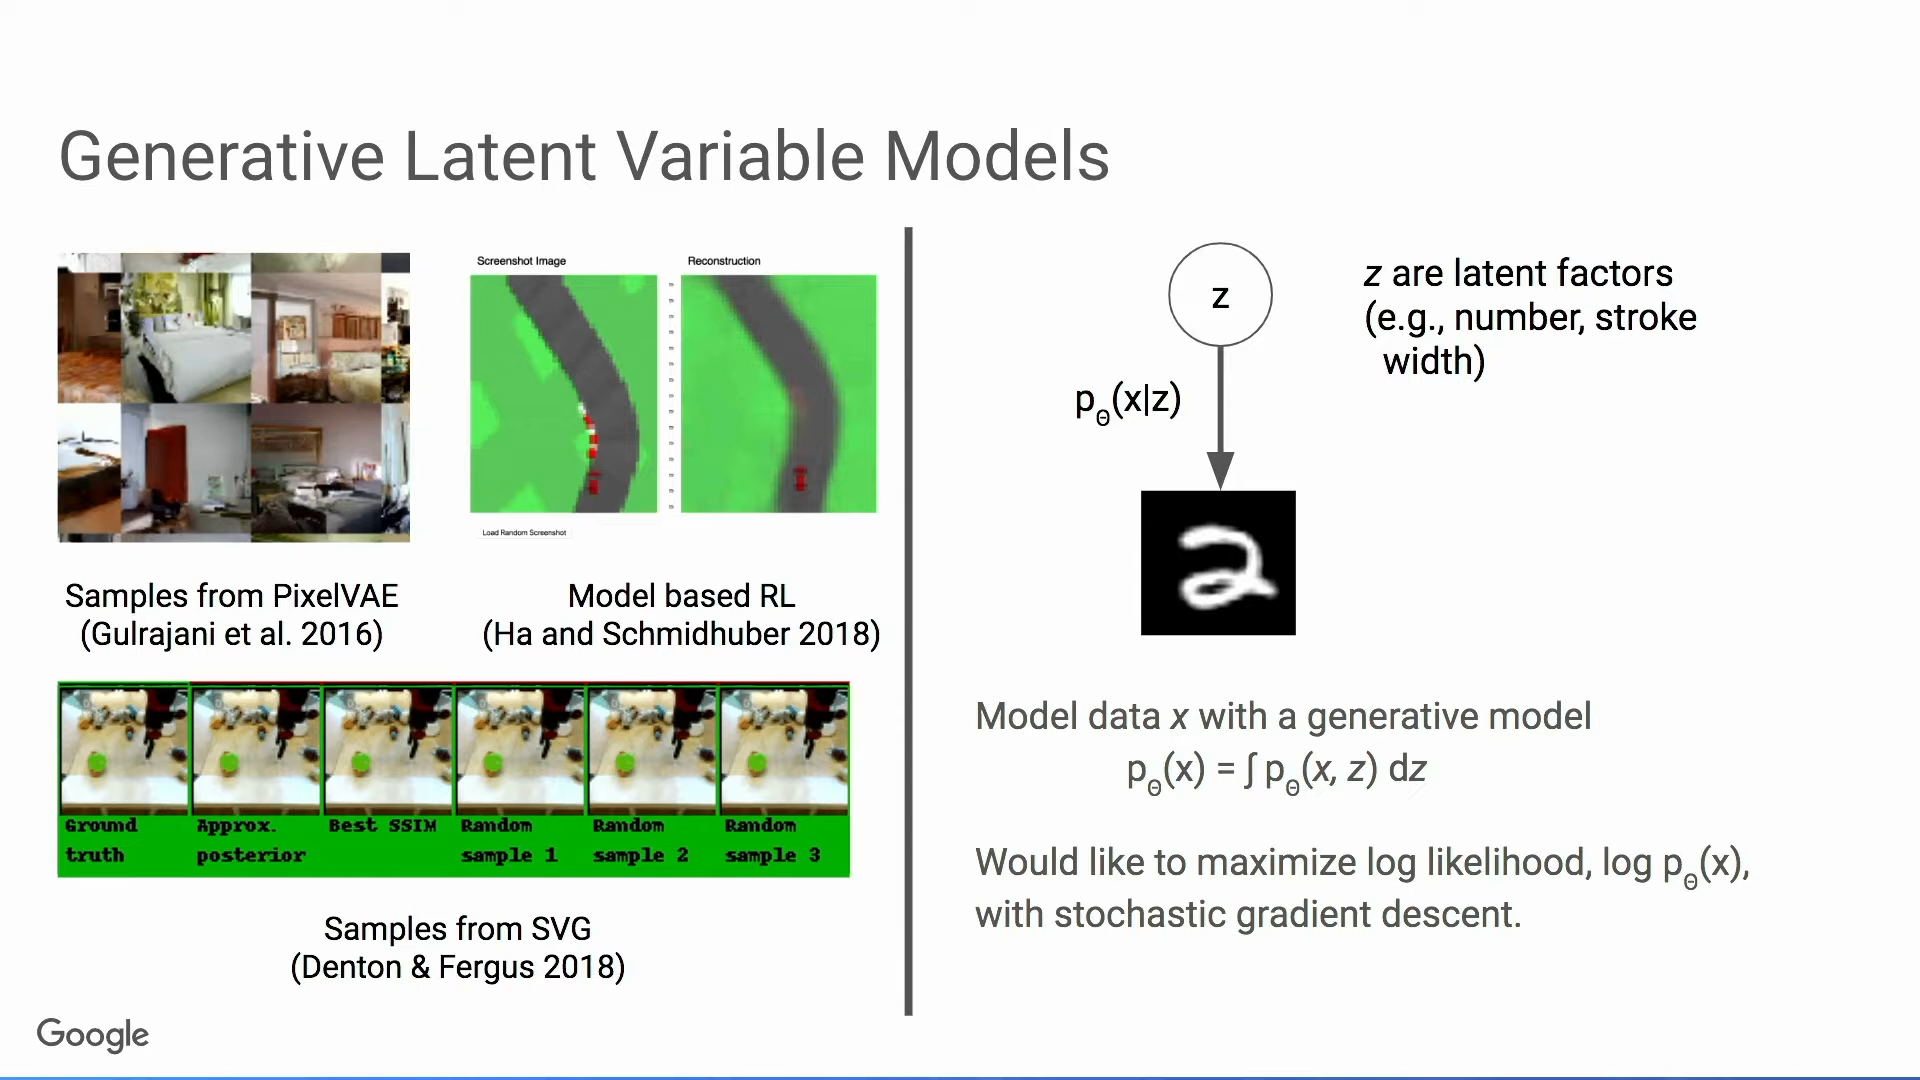 Generative Latent Variable Models
Screenshot Image
Reconstruction
Load Random Screenshot
Samples from PixelVAE
(Gulrajani et al. 2016)
Model based RL
(Ha and Schmidhuber 2018)
Ground
truth
Approx.
posterior
Best SSIM
Random
sample 1
Random
sample 2
Random
sample 3
Samples from SVG
(Denton & Fergus 2018)
z
z are latent factors
(e.g., number, stroke
width)
pΘ(x|z)
2
Model data x with a generative model
pΘ(x) = ∫ pΘ(x, z) dz
Would like to maximize log likelihood, log pΘ(x),
with stochastic gradient descent.
Google